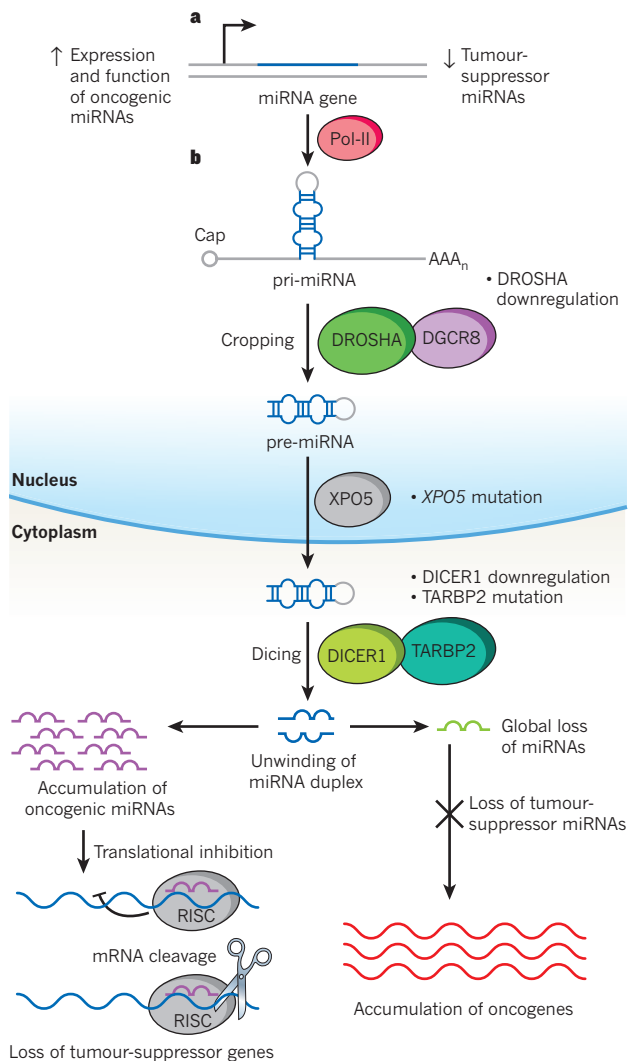 a
↑ Expression
and function
of oncogenic
miRNAs
↓ Tumour-
suppressor
miRNAs
miRNA gene
Pol-II
b
Cap
AAAn
pri-miRNA
• DROSHA
downregulation
Cropping
DROSHA
DGCR8
pre-miRNA
Nucleus
XPO5
• XPO5 mutation
Cytoplasm
• DICER1 downregulation
• TARBP2 mutation
Dicing
DICER1
TARBP2
Unwinding of
miRNA duplex
Global loss
of miRNAs
Accumulation of
oncogenic miRNAs
Loss of tumour-
suppressor miRNAs
Translational inhibition
RISC
mRNA cleavage
RISC
Accumulation of oncogenes
Loss of tumour-suppressor genes